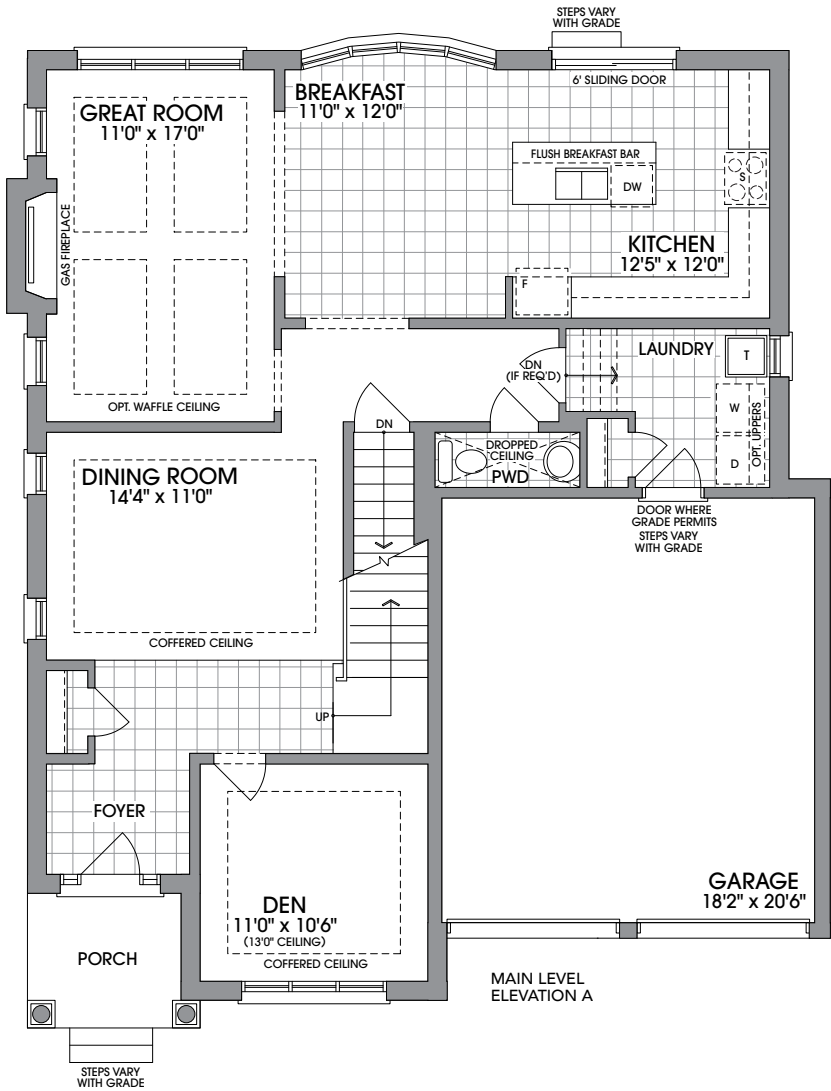 STEPS VARY
WITH GRADE
6' SLIDING DOOR
GREAT ROOM
11'0" x 17'0"
BREAKFAST
11'0" x 12'0"
FLUSH BREAKFAST BAR
DW
S
GAS FIREPLACE
KITCHEN
12'5" x 12'0"
F
LAUNDRY
T
DN
(IF REQ'D)
OPT. WAFFLE CEILING
W
OPT. UPPERS
D
DN
DROPPED
CEILING
PWD
DINING ROOM
14'4" x 11'0"
DOOR WHERE
GRADE PERMITS
STEPS VARY
WITH GRADE
N
COFFERED CEILING
UP
FOYER
GARAGE
18'2" x 20'6"
DEN
11'0" x 10'6"
(13'0" CEILING)
COFFERED CEILING
PORCH
MAIN LEVEL
ELEVATION A
STEPS VARY
WITH GRADE